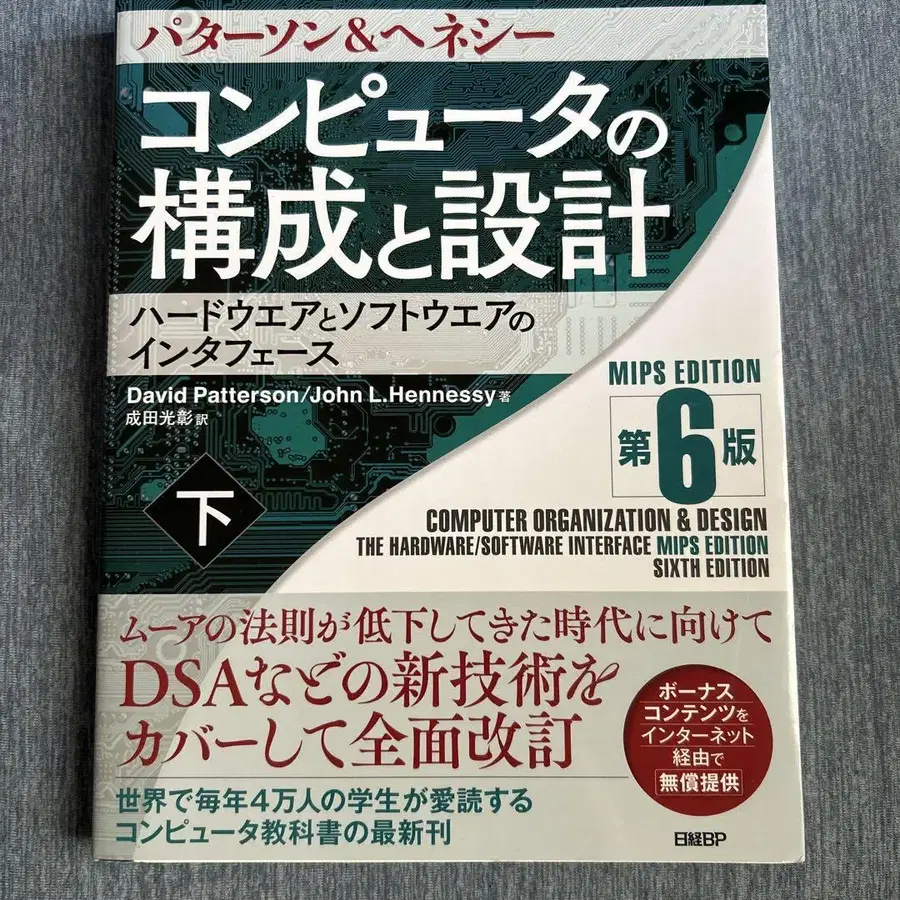 パターソン&ヘネシー
コンピュータの
構成と設計
ハードウエアとソフトウエアの
インタフェース
David Patterson/John L.Hennessy 著
成田光彰 訳
下
MIPS EDITION
第6版
COMPUTER ORGANIZATION & DESIGN
THE HARDWARE/SOFTWARE INTERFACE MIPS EDITION
SIXTH EDITION
ムーアの法則が低下してきた時代に向けて
DSAなどの新技術を
カバーして全面改訂
ボーナス
コンテンツを
インターネット
経由で
無償提供
世界で毎年4万人の学生が愛読する
コンピュータ教科書の最新刊
日経BP